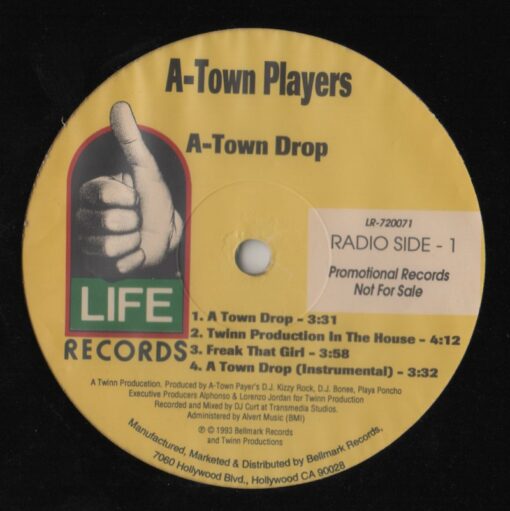 A-Town Players
A-Town Drop
LIFE
RECORDS
LR-720071
RADIO SIDE - 1
Promotional Records
Not For Sale
1. A Town Drop - 3:31
2. Twinn Production In The House - 4:12
3. Freak That Girl - 3:58
4. A Town Drop (Instrumental) - 3:32
A Twinn Producation. Produced by A-Town Payer's D.J. Kizzy Rock, D.J. Bonee, Playa Poncho
Executive Producers Alphonso & Lorenzo Jordan for Twinn Production
Recorded and Mixed by DJ Curt at Transmedia Studios.
Administered by Alvert Music (BMI)
℗ © 1993 Bellmark Records
and Twinn Productions
Manufactured, Marketed & Distributed by Bellmark Records,
7060 Hollywood Blvd., Hollywood CA 90028